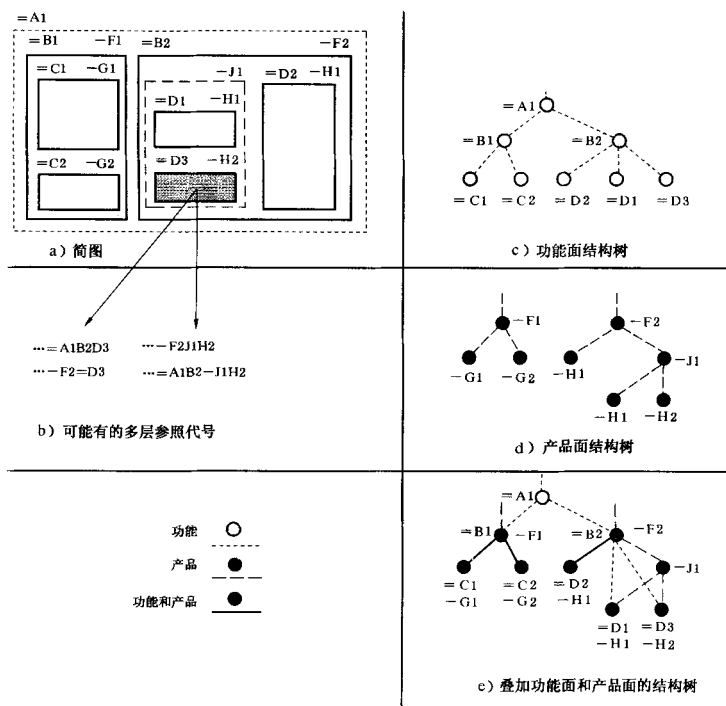 =A1
=B1 -F1 =B2 -F2
=C1 -G1 -J1 =D2 -H1
=D1 -H1
=C2 -G2 =D3 -H2
a）简图
…=A1B2D3 …-F2J1H2
…-F2=D3 …=A1B2-J1H2
b）可能有的多层参照代号
功能
产品
功能和产品
=A1
=B1 =B2
=C1 =C2 =D2 =D1 =D3
c）功能面结构树
-F1 -F2
-G1 -G2 -H1 -J1
-H1 -H2
d）产品面结构树
=A1
=B1 -F1 =B2 -F2
=C1 =C2 =D2 -J1
-G1 -G2 -H1
=D1 =D3
-H1 -H2
e）叠加功能面和产品面的结构树